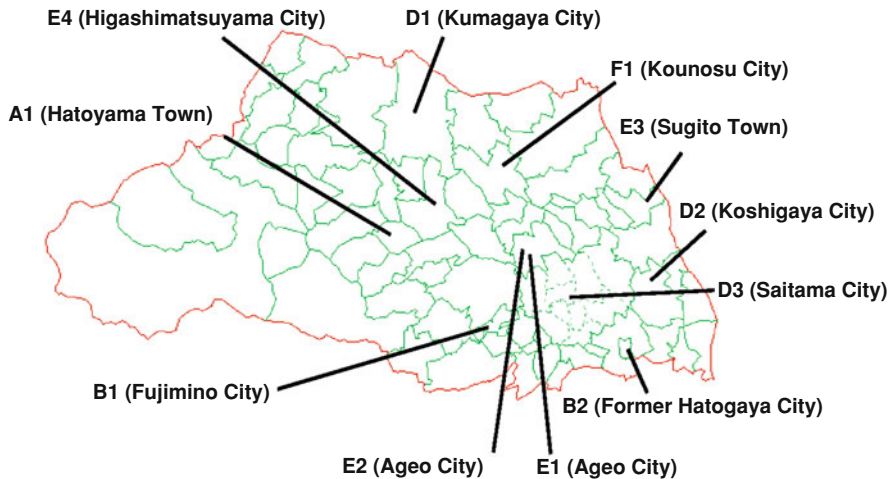 E4 (Higashimatsuyama City)
D1 (Kumagaya City)
F1 (Kounosu City)
A1 (Hatoyama Town)
E3 (Sugito Town)
D2 (Koshigaya City)
D3 (Saitama City)
B1 (Fujimino City)
B2 (Former Hatogaya City)
E2 (Ageo City)
E1 (Ageo City)